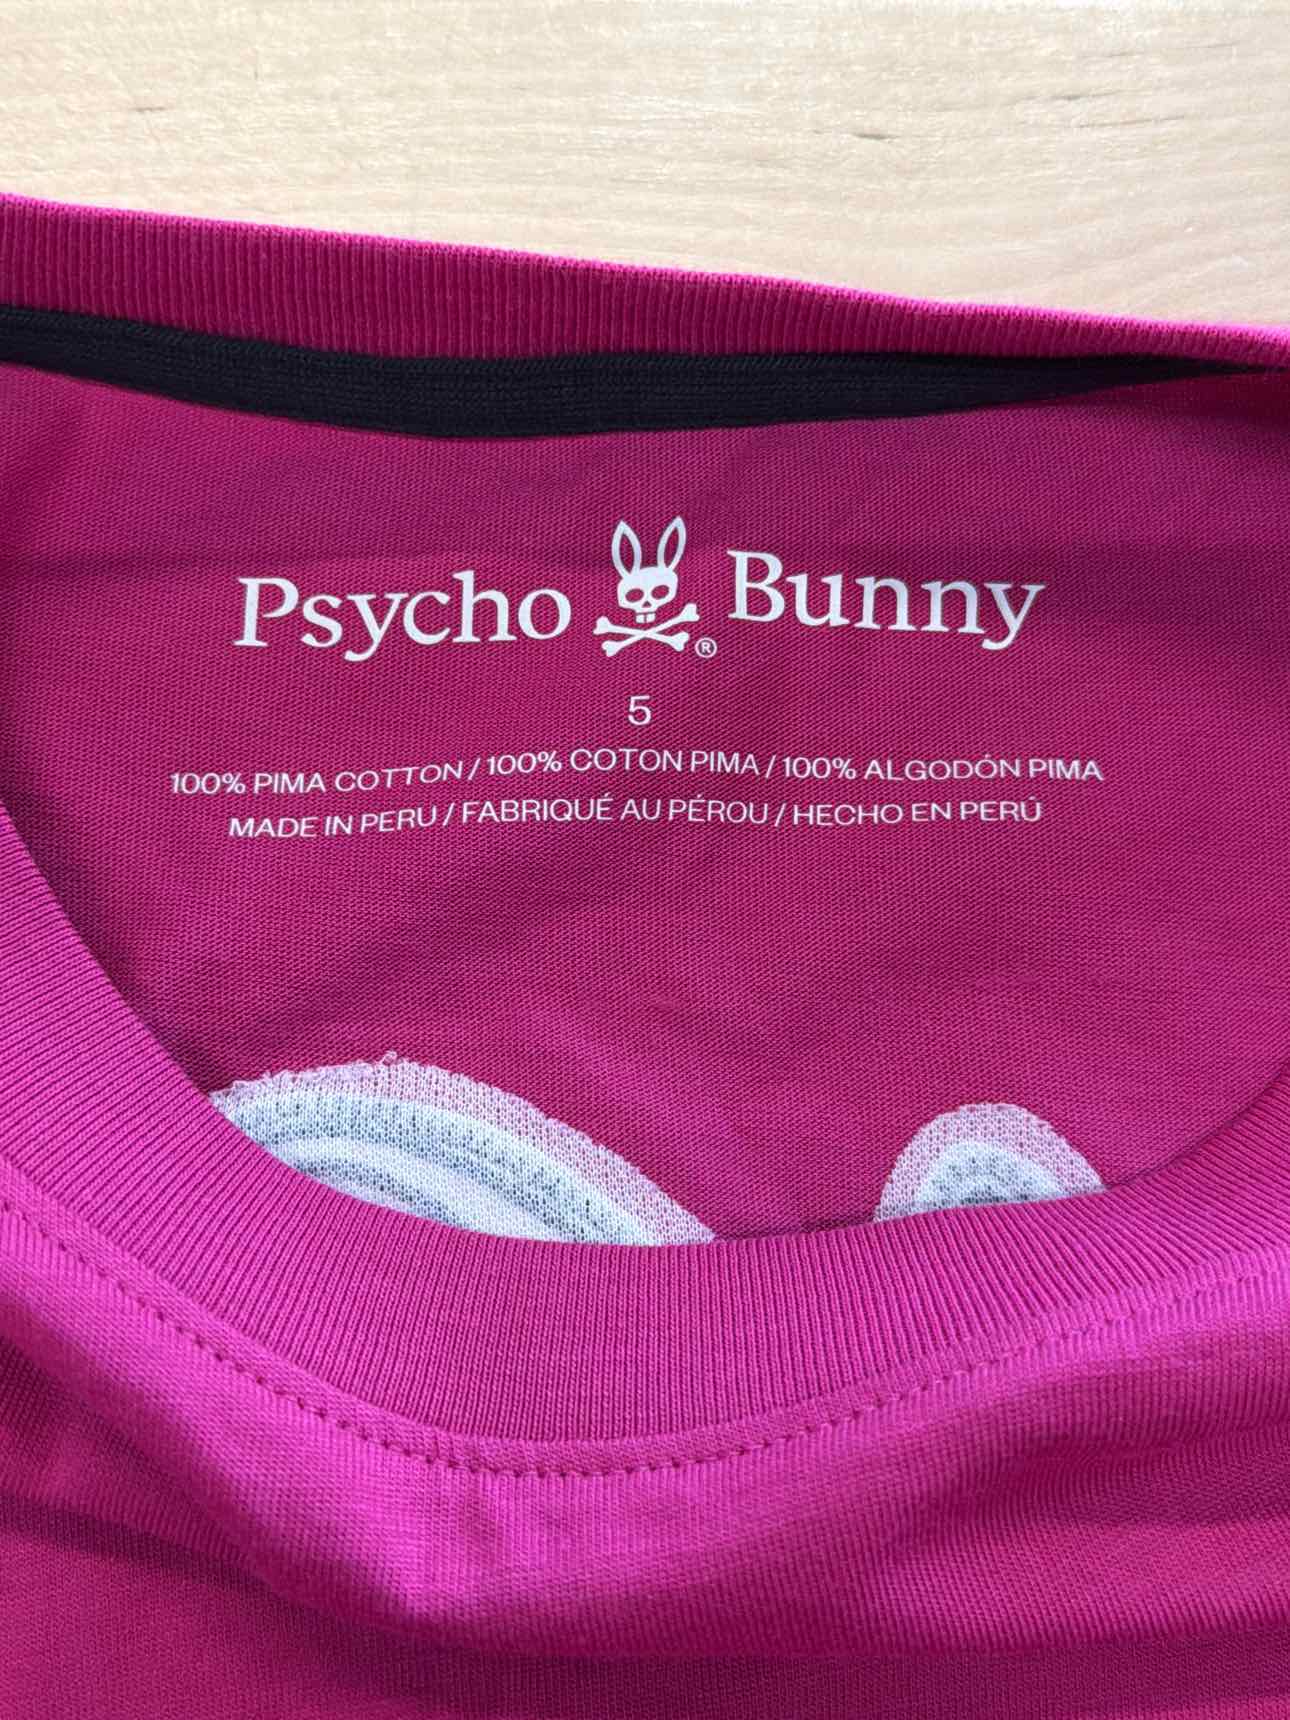 Psycho Bunny®
5
100% PIMA COTTON / 100% COTON PIMA / 100% ALGODÓN PIMA
MADE IN PERU / FABRIQUÉ AU PÉROU / HECHO EN PERÚ